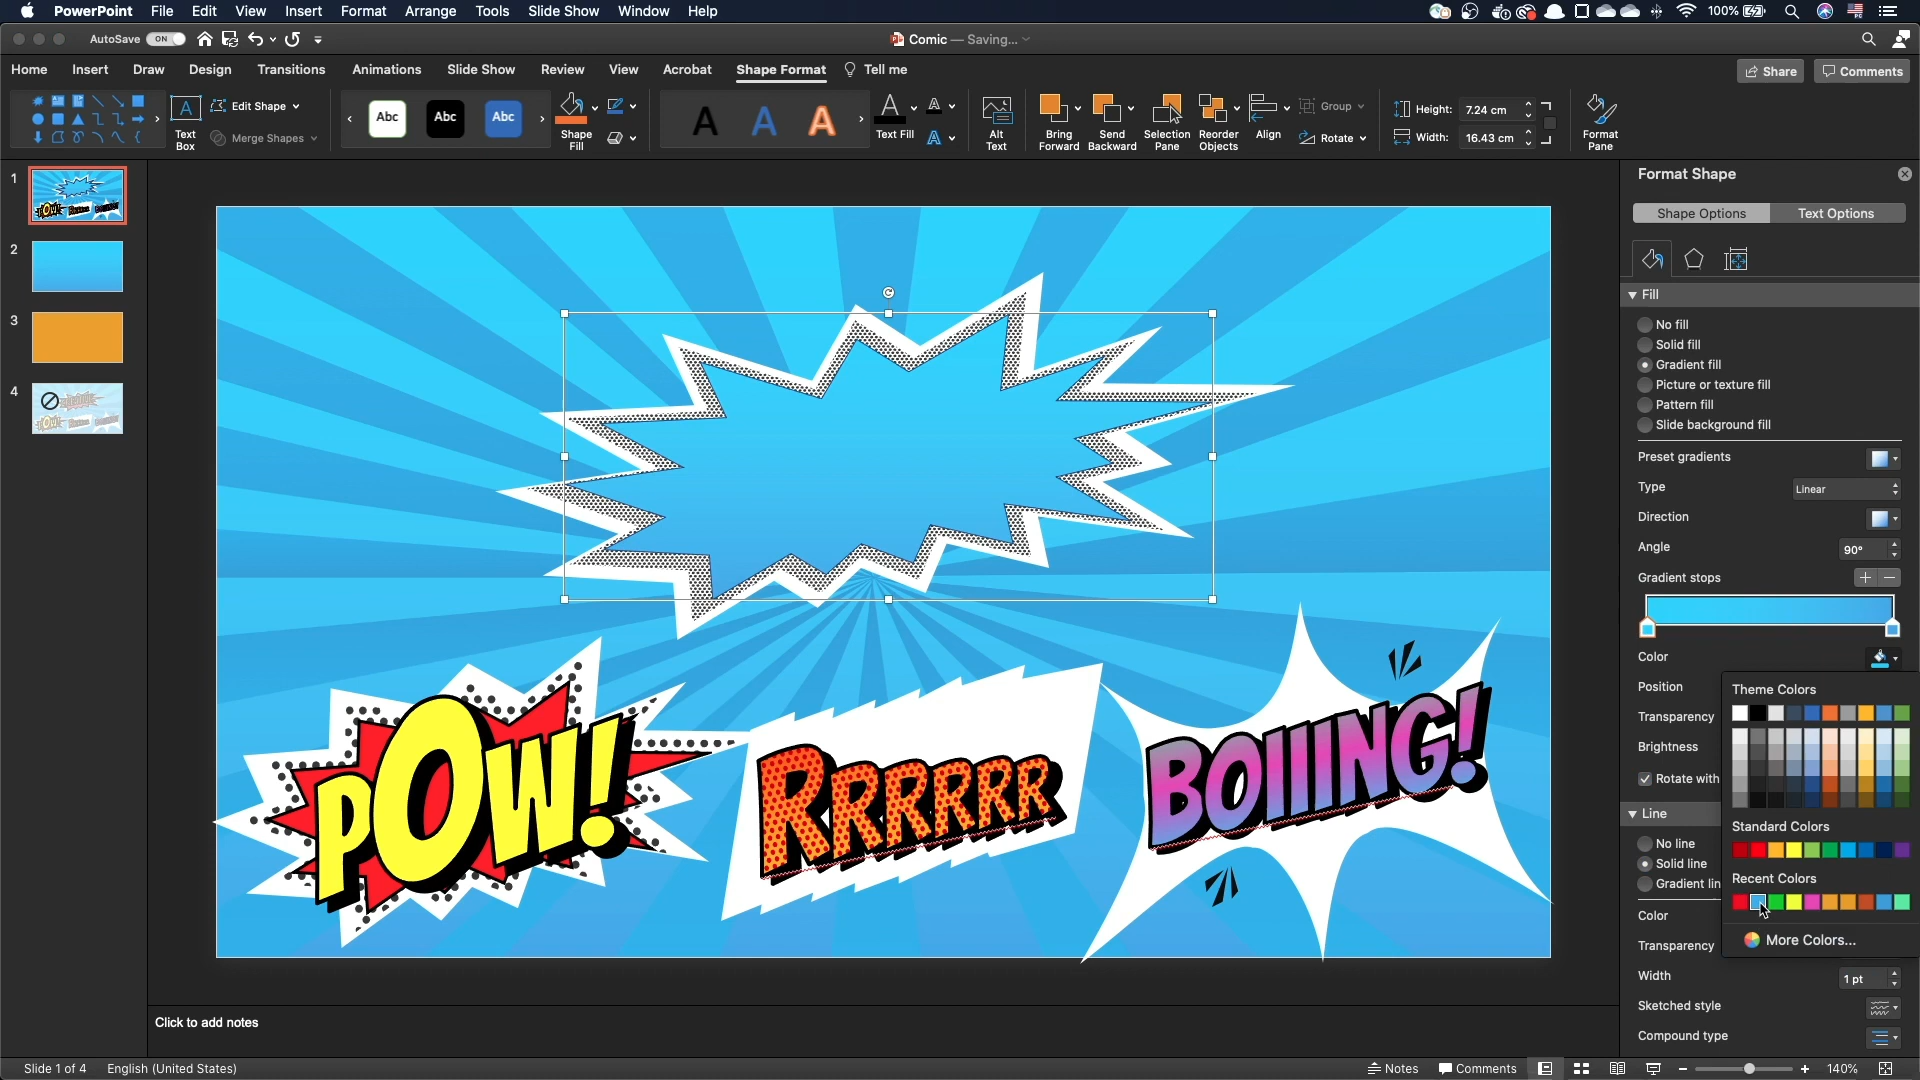 PowerPoint File Edit View Insert Format Arrange Tools Slide Show Window Help 100%
AutoSave ON Comic — Saving...
Home Insert Draw Design Transitions Animations Slide Show Review View Acrobat Shape Format Tell me Share Comments
Text Box
Edit Shape
Merge Shapes
Abc Abc Abc
Shape Fill
A A A
Text Fill
Alt Text
Bring Forward
Send Backward
Selection Pane
Reorder Objects
Align
Group
Rotate
Height: 7.24 cm
Width: 16.43 cm
Format Pane
1
2
3
4
POW!
RRRRRR
BOIIING!
Format Shape
Shape Options Text Options
Fill
No fill
Solid fill
Gradient fill
Picture or texture fill
Pattern fill
Slide background fill
Preset gradients
Type Linear
Direction
Angle 90°
Gradient stops
Color
Position
Transparency
Brightness
Rotate with
Line
No line
Solid line
Gradient lin
Color
Transparency
Width 1 pt
Sketched style
Compound type
Theme Colors
Standard Colors
Recent Colors
More Colors...
Click to add notes
Slide 1 of 4 English (United States) Notes Comments 140%